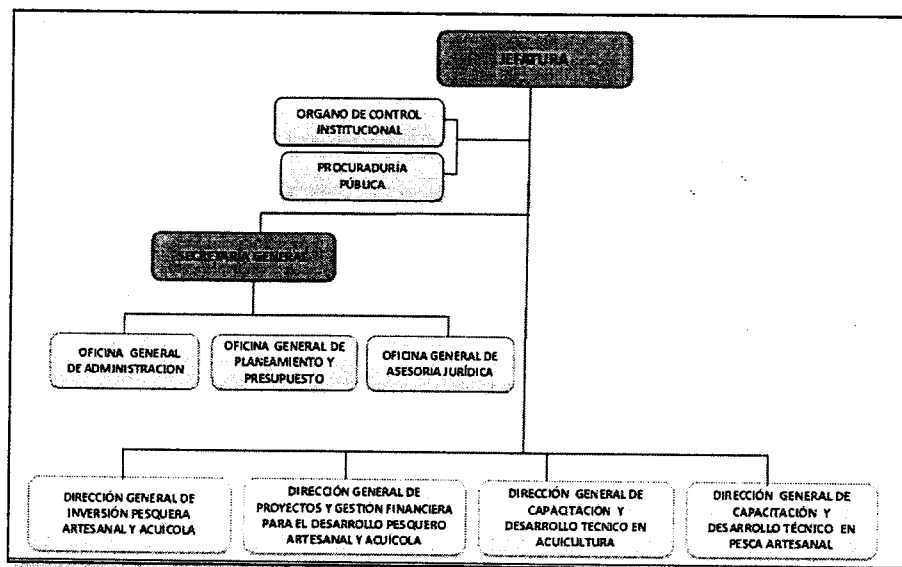 JEFATURA
ORGANO DE CONTROL
INSTITUCIONAL
PROCURADURÍA
PÚBLICA
SECRETARÍA GENERAL
OFICINA GENERAL
DE ADMINISTRACION
OFICINA GENERAL DE
PLANEAMIENTO Y
PRESUPUESTO
OFICINA GENERAL DE
ASESORIA JURÍDICA
DIRECCIÓN GENERAL DE
INVERSIÓN PESQUERA
ARTESANAL Y ACUÍCOLA
DIRECCIÓN GENERAL DE
PROYECTOS Y GESTIÓN FINANCIERA
PARA EL DESARROLLO PESQUERO
ARTESANAL Y ACUÍCOLA
DIRECCIÓN GENERAL DE
CAPACITACIÓN Y
DESARROLLO TECNICO EN
ACUICULTURA
DIRECCIÓN GENERAL DE
CAPACITACIÓN Y
DESARROLLO TÉCNICO EN
PESCA ARTESANAL